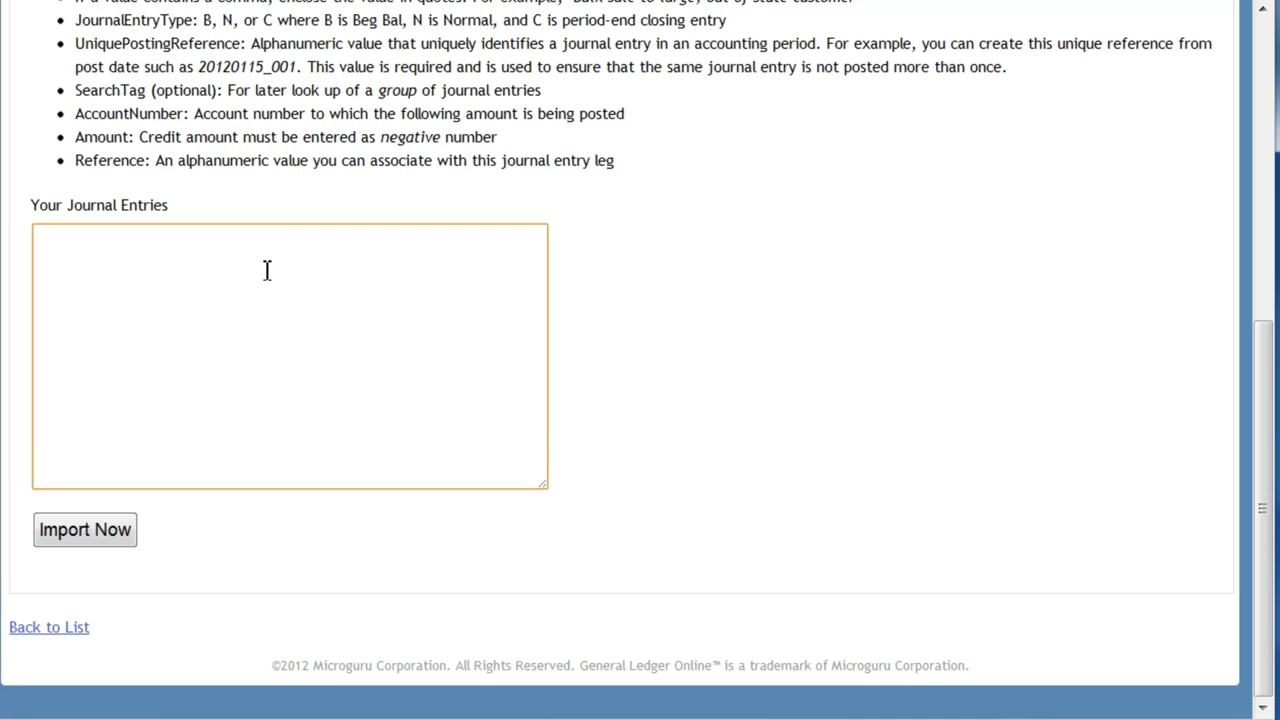 JournalEntryType: B, N, or C where B is Beg Bal, N is Normal, and C is period-end closing entry
UniquePostingReference: Alphanumeric value that uniquely identifies a journal entry in an accounting period. For example, you can create this unique reference from
post date such as 20120115_001. This value is required and is used to ensure that the same journal entry is not posted more than once.
SearchTag (optional): For later look up of a group of journal entries
AccountNumber: Account number to which the following amount is being posted
Amount: Credit amount must be entered as negative number
Reference: An alphanumeric value you can associate with this journal entry leg
Your Journal Entries
Import Now
Back to List
©2012 Microguru Corporation. All Rights Reserved. General Ledger Online™ is a trademark of Microguru Corporation.